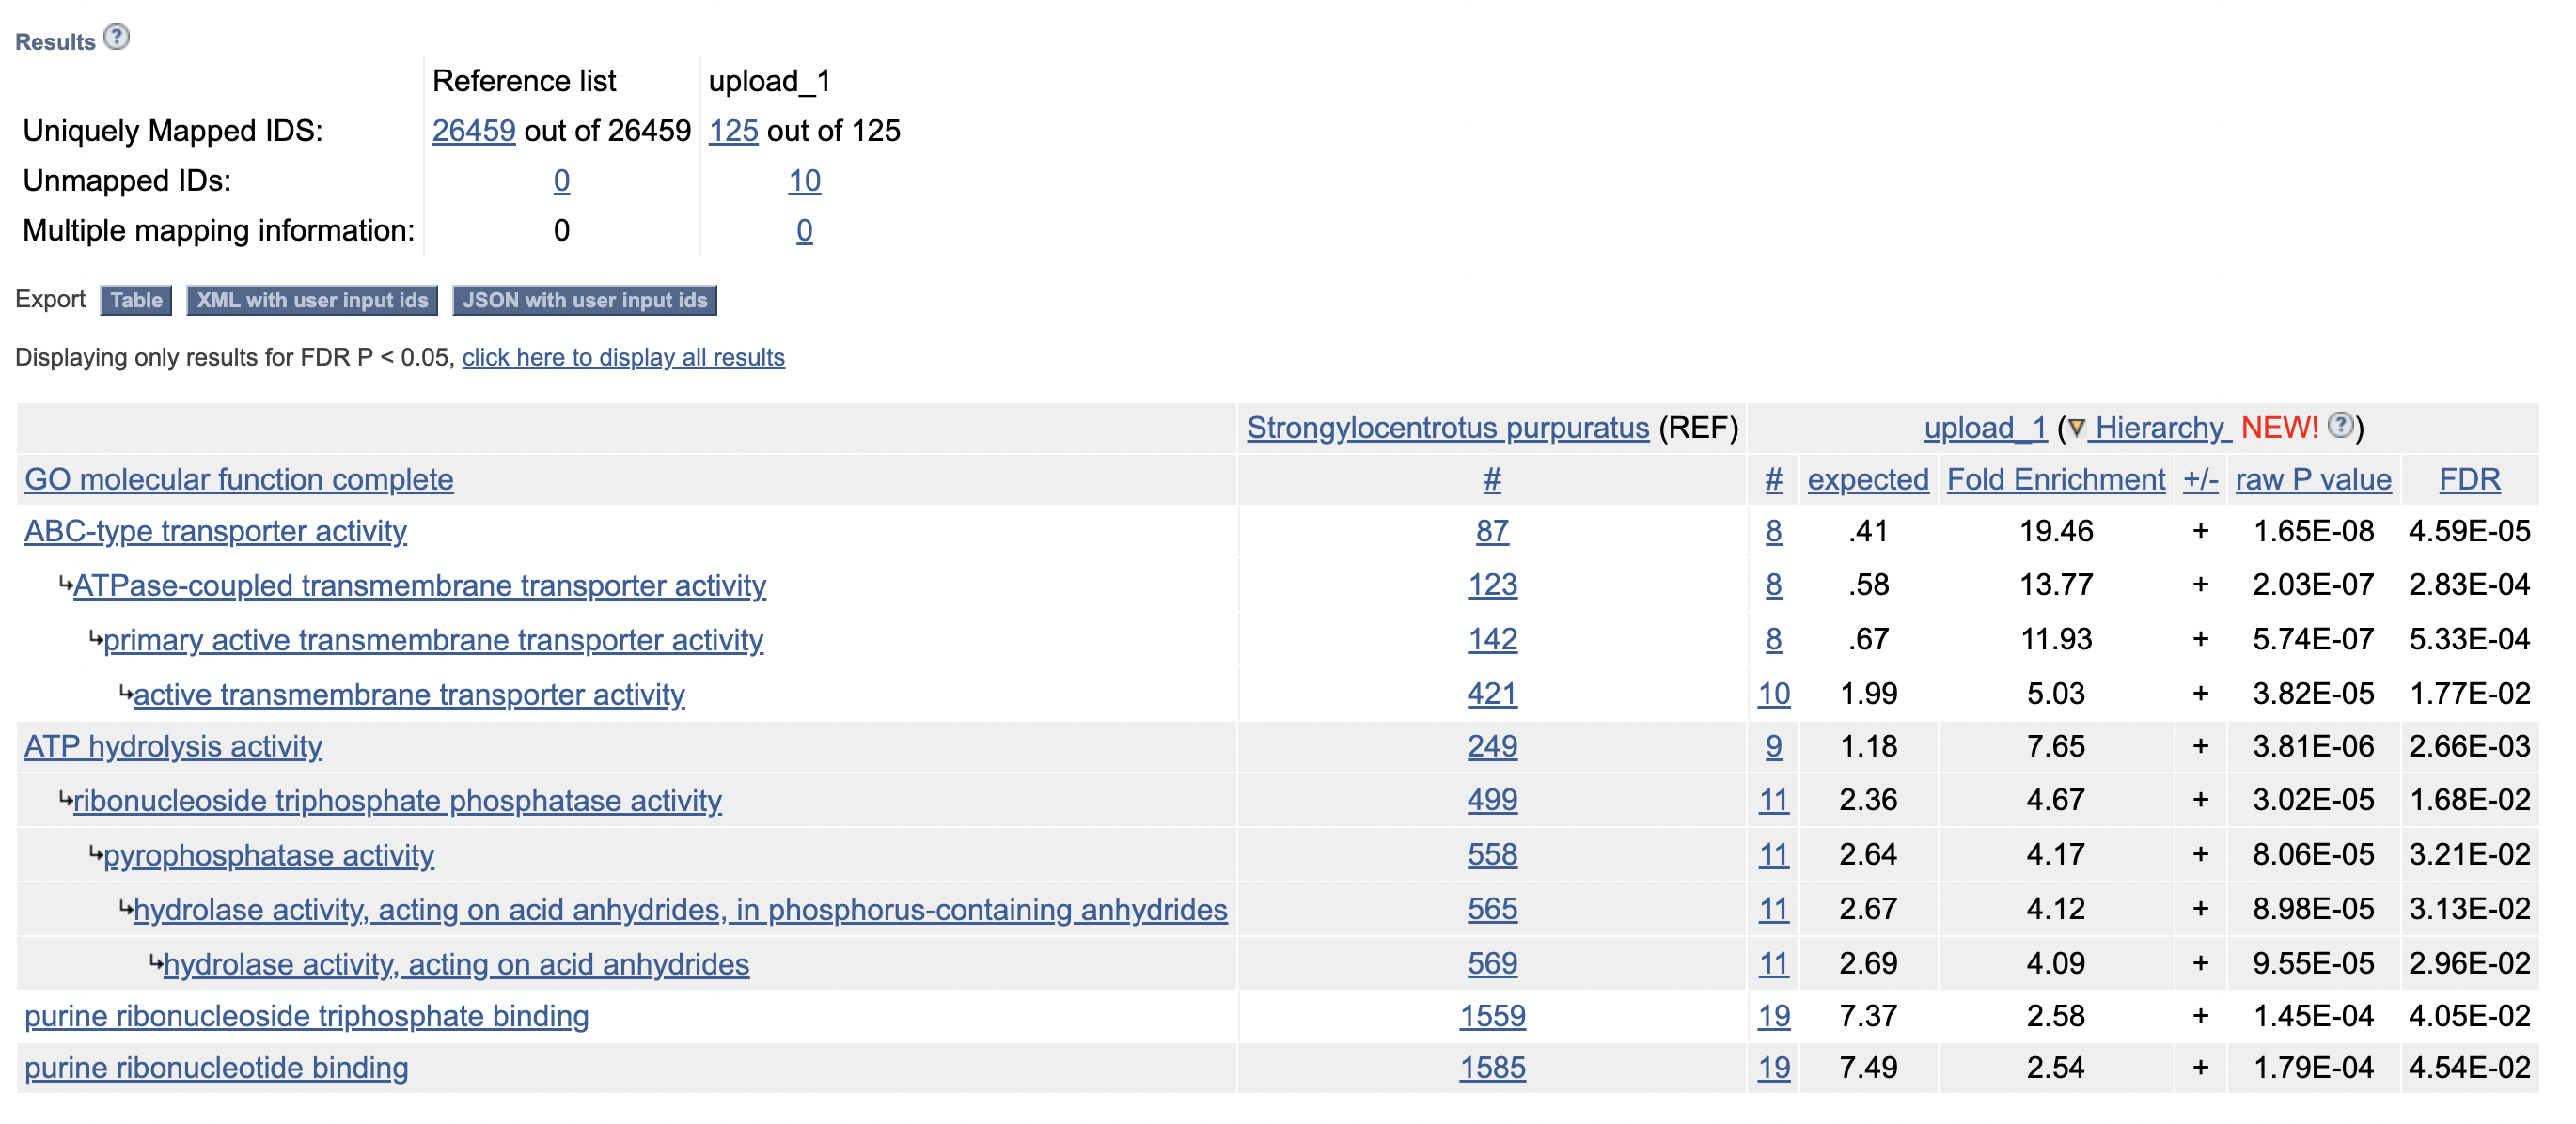 Results ?
Reference list upload_1
Uniquely Mapped IDS: 26459 out of 26459 125 out of 125
Unmapped IDs: 0 10
Multiple mapping information: 0 0
Export Table XML with user input ids JSON with user input ids
Displaying only results for FDR P < 0.05, click here to display all results
Strongylocentrotus purpuratus (REF) upload_1 (▼ Hierarchy NEW! ?)
GO molecular function complete # # expected Fold Enrichment +/- raw P value FDR
ABC-type transporter activity 87 8 .41 19.46 + 1.65E-08 4.59E-05
↳ATPase-coupled transmembrane transporter activity 123 8 .58 13.77 + 2.03E-07 2.83E-04
↳primary active transmembrane transporter activity 142 8 .67 11.93 + 5.74E-07 5.33E-04
↳active transmembrane transporter activity 421 10 1.99 5.03 + 3.82E-05 1.77E-02
ATP hydrolysis activity 249 9 1.18 7.65 + 3.81E-06 2.66E-03
↳ribonucleoside triphosphate phosphatase activity 499 11 2.36 4.67 + 3.02E-05 1.68E-02
↳pyrophosphatase activity 558 11 2.64 4.17 + 8.06E-05 3.21E-02
↳hydrolase activity, acting on acid anhydrides, in phosphorus-containing anhydrides 565 11 2.67 4.12 + 8.98E-05 3.13E-02
↳hydrolase activity, acting on acid anhydrides 569 11 2.69 4.09 + 9.55E-05 2.96E-02
purine ribonucleoside triphosphate binding 1559 19 7.37 2.58 + 1.45E-04 4.05E-02
purine ribonucleotide binding 1585 19 7.49 2.54 + 1.79E-04 4.54E-02